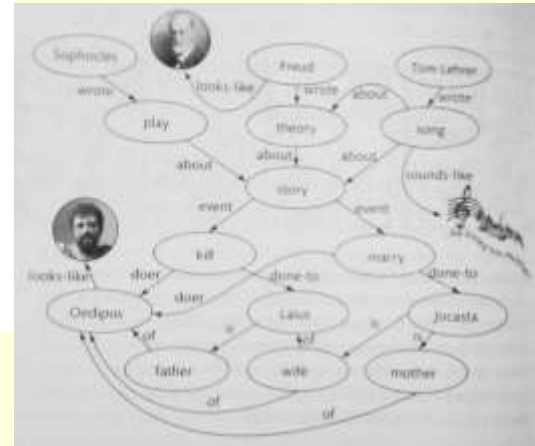 Sophocles
Freud
Tom Lehrer
wrote
looks-like
wrote
about
wrote
play
theory
song
about
about
about
sounds-like
story
event
event
kill
marry
looks-like
doer
done-to
done-to
doer
Oedipus
Laius
Jocasta
of
is
of
is
is
father
wife
mother
of
of